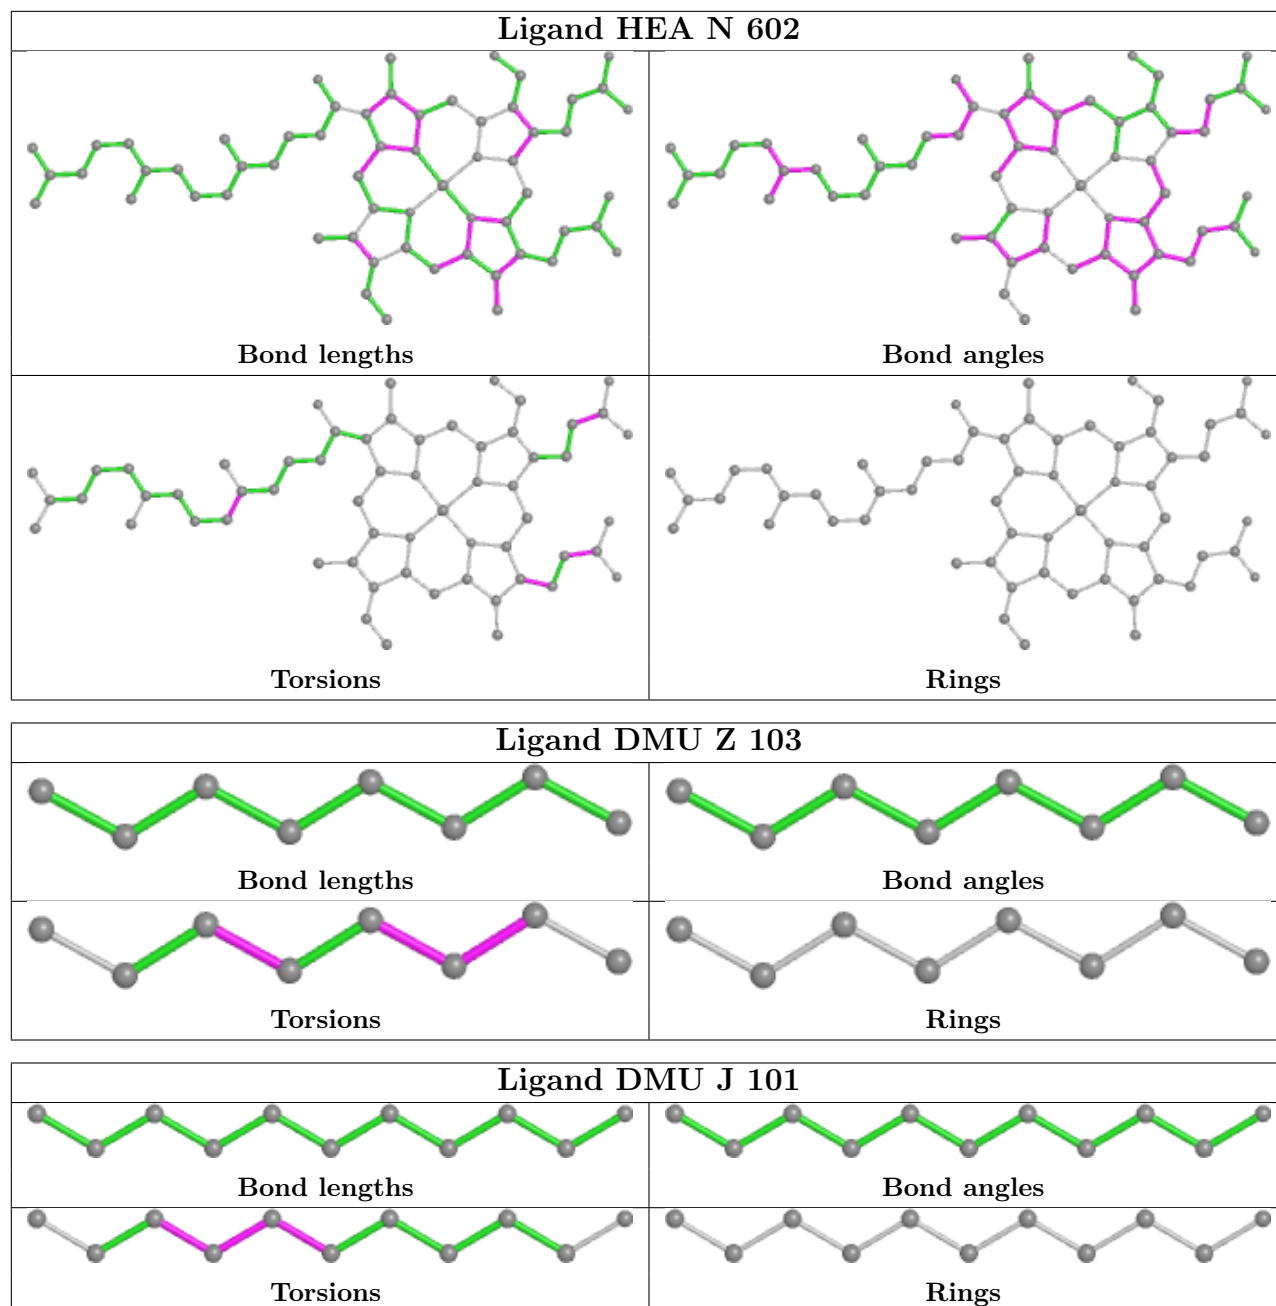 Ligand HEA N 602
Bond lengths
Bond angles
Torsions
Rings
Ligand DMU Z 103
Bond lengths
Bond angles
Torsions
Rings
Ligand DMU J 101
Bond lengths
Bond angles
Torsions
Rings